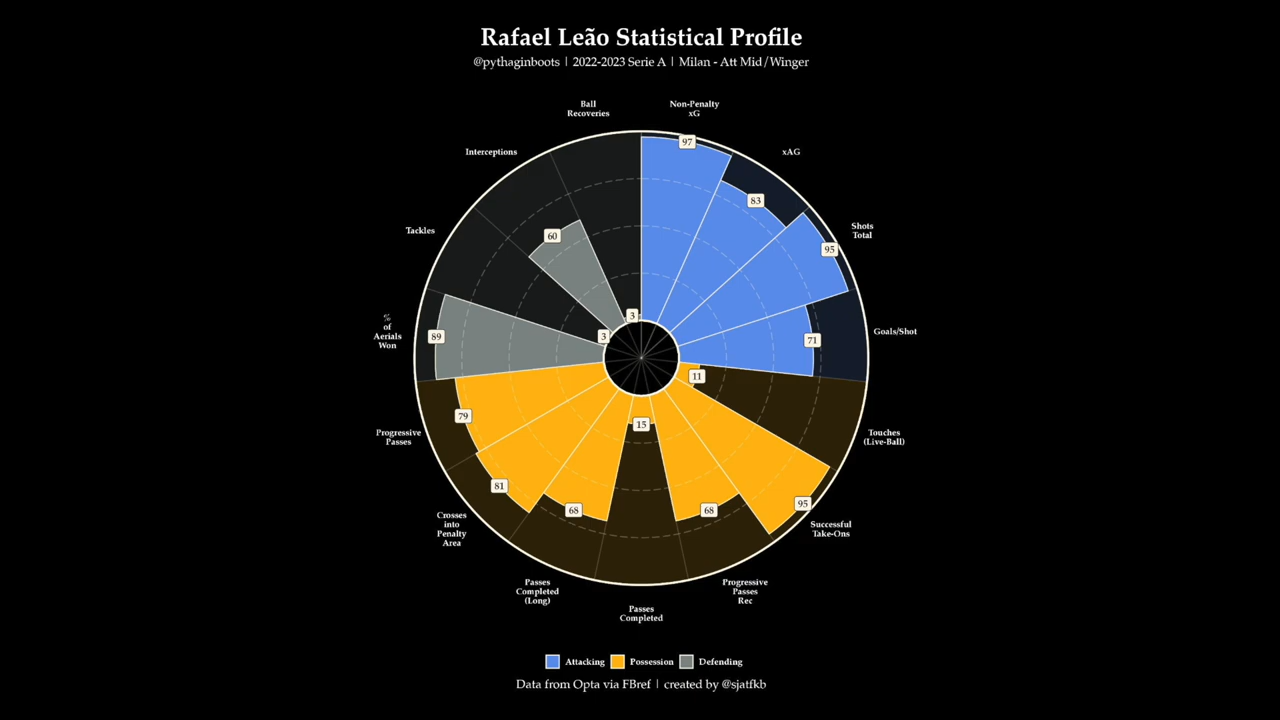 Rafael Leão Statistical Profile
@pythaginboots | 2022-2023 Serie A | Milan - Att Mid/Winger
Ball
Recoveries
Non-Penalty
xG
Interceptions
xAG
97
83
Tackles
Shots
Total
60
95
%
of
Aerials
Won
3
3
Goals/Shot
89
71
11
79
15
Progressive
Passes
Touches
(Live-Ball)
81
68
68
95
Crosses
into
Penalty
Area
Successful
Take-Ons
Passes
Completed
(Long)
Progressive
Passes
Rec
Passes
Completed
Attacking Possession Defending
Data from Opta via FBref | created by @sjatfkb